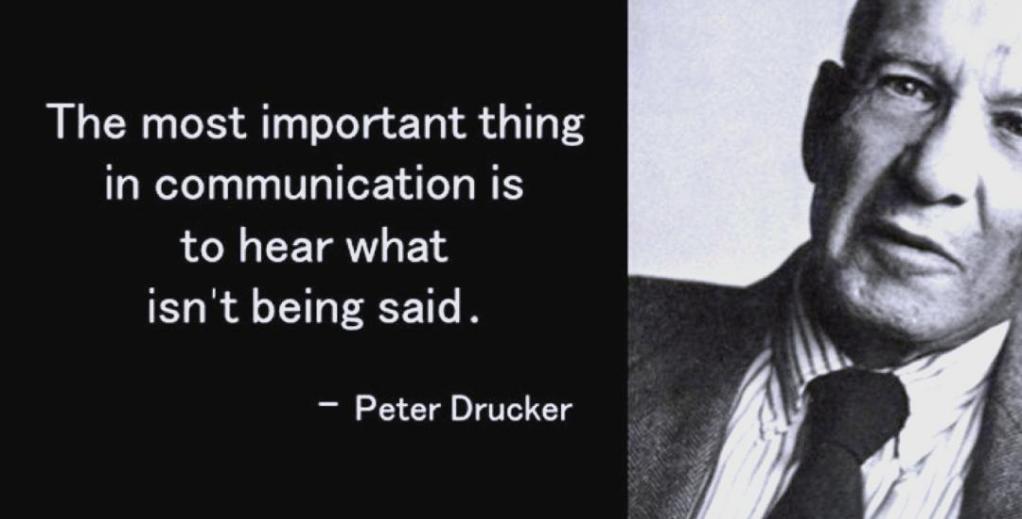 The most important thing
in communication is
to hear what
isn't being said.
– Peter Drucker